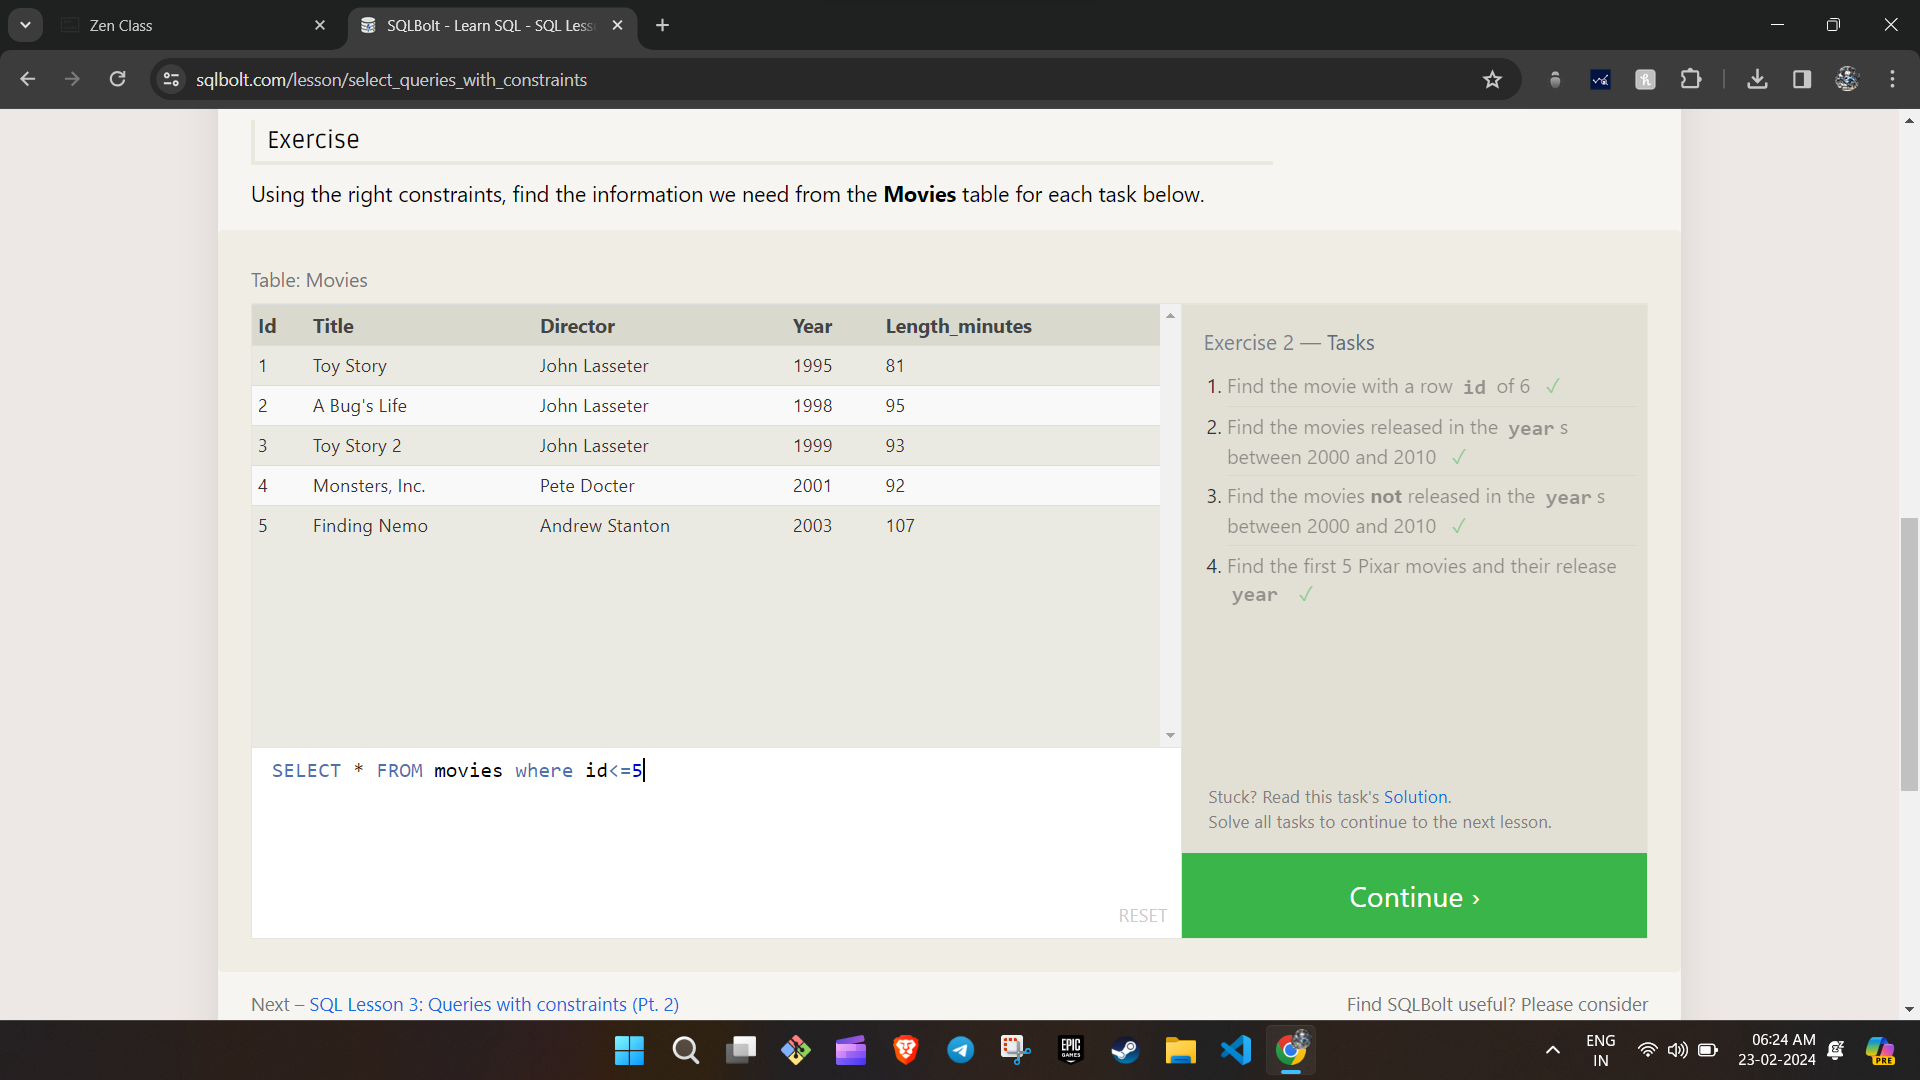 Zen Class
SQLBolt - Learn SQL - SQL Less
sqlbolt.com/lesson/select_queries_with_constraints
Exercise
Using the right constraints, find the information we need from the Movies table for each task below.
Table: Movies
Id Title Director Year Length_minutes
1 Toy Story John Lasseter 1995 81
2 A Bug's Life John Lasseter 1998 95
3 Toy Story 2 John Lasseter 1999 93
4 Monsters, Inc. Pete Docter 2001 92
5 Finding Nemo Andrew Stanton 2003 107
SELECT * FROM movies where id<=5
RESET
Exercise 2 — Tasks
1. Find the movie with a row id of 6 ✓
2. Find the movies released in the year s
between 2000 and 2010 ✓
3. Find the movies not released in the year s
between 2000 and 2010 ✓
4. Find the first 5 Pixar movies and their release
year ✓
Stuck? Read this task's Solution.
Solve all tasks to continue to the next lesson.
Continue ›
Next – SQL Lesson 3: Queries with constraints (Pt. 2)
Find SQLBolt useful? Please consider
EPIC
GAMES
ENG
IN
06:24 AM
23-02-2024
PRE